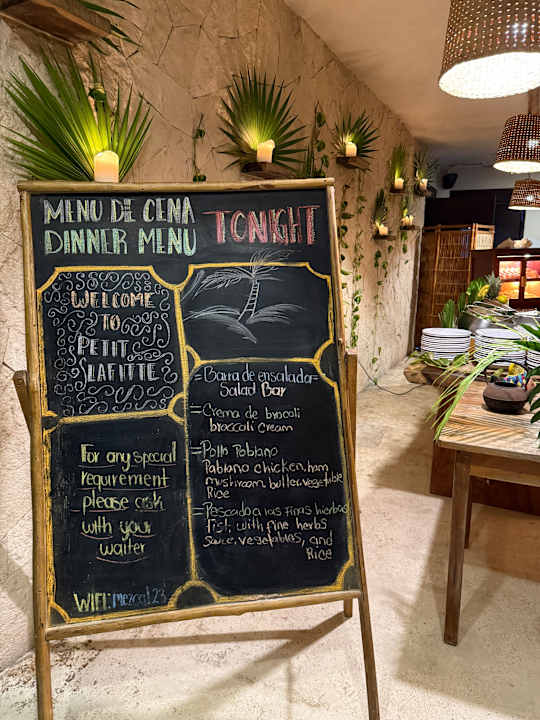 MENU DE CENA
DINNER MENU
TONIGHT
WELCOME
TO
PETIT
LAFITTE
For any special
requirement
please ask
with your
waiter
WIFI: Mezcal23
= Barra de ensalada =
Salad Bar
- Crema de brocoli
broccoli cream
- Pollo Poblano
Pabiano chicken, ham
mushroom, butter, vegetable
Rice
- Pescado a las finas hierbas
fish with fine herbs
sauce, vegetables, and
Rice